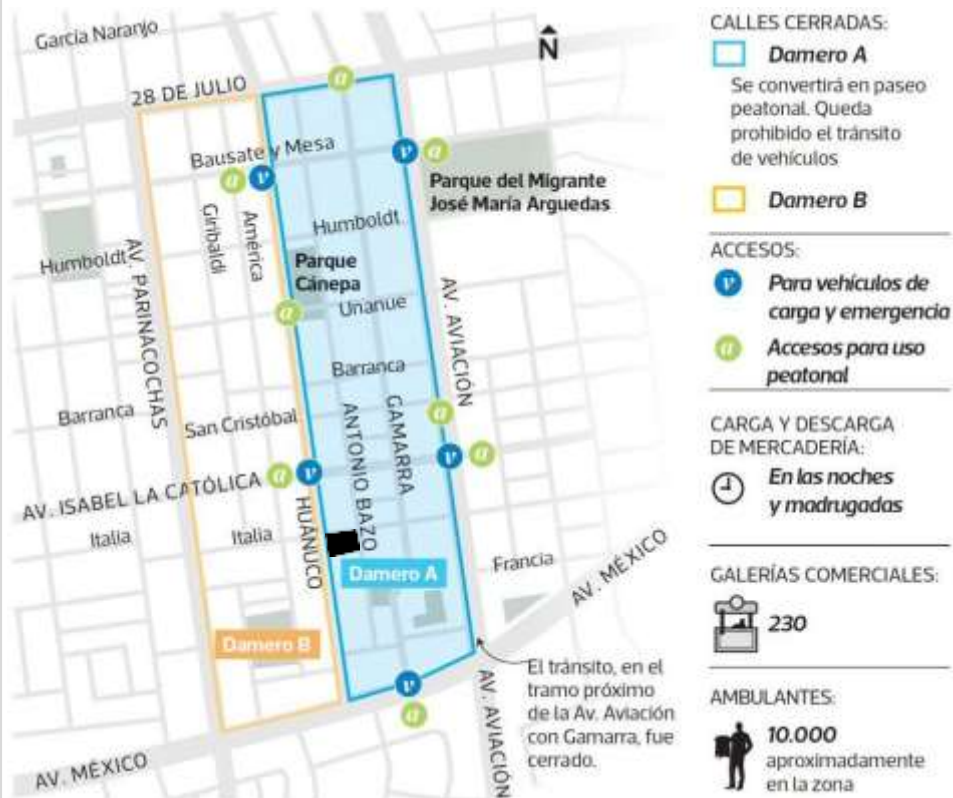 García Naranjo
28 DE JULIO
N
a
Bausate y Mesa
v
a
a
v
Parque del Migrante
José María Arguedas
Giribaldi
América
Humboldt
Humboldt
AV. PARINACOCHAS
Parque
Cánepa
a
Unanue
AV. AVIACIÓN
Barranca
Barranca
San Cristóbal
ANTONIO BAZO
GAMARRA
a
AV. ISABEL LA CATÓLICA
a
v
v
a
Italia
Italia
HUÁNUCO
Damero A
Francia
AV. MÉXICO
Damero B
v
a
AV. MÉXICO
AV. AVIACIÓN
El tránsito, en el
tramo próximo
de la Av. Aviación
con Gamarra, fue
cerrado.
CALLES CERRADAS:
Damero A
Se convertirá en paseo
peatonal. Queda
prohibido el tránsito
de vehículos
Damero B
ACCESOS:
v Para vehículos de
carga y emergencia
a Accesos para uso
peatonal
CARGA Y DESCARGA
DE MERCADERÍA:
En las noches
y madrugadas
GALERÍAS COMERCIALES:
230
AMBULANTES:
10.000
aproximadamente
en la zona